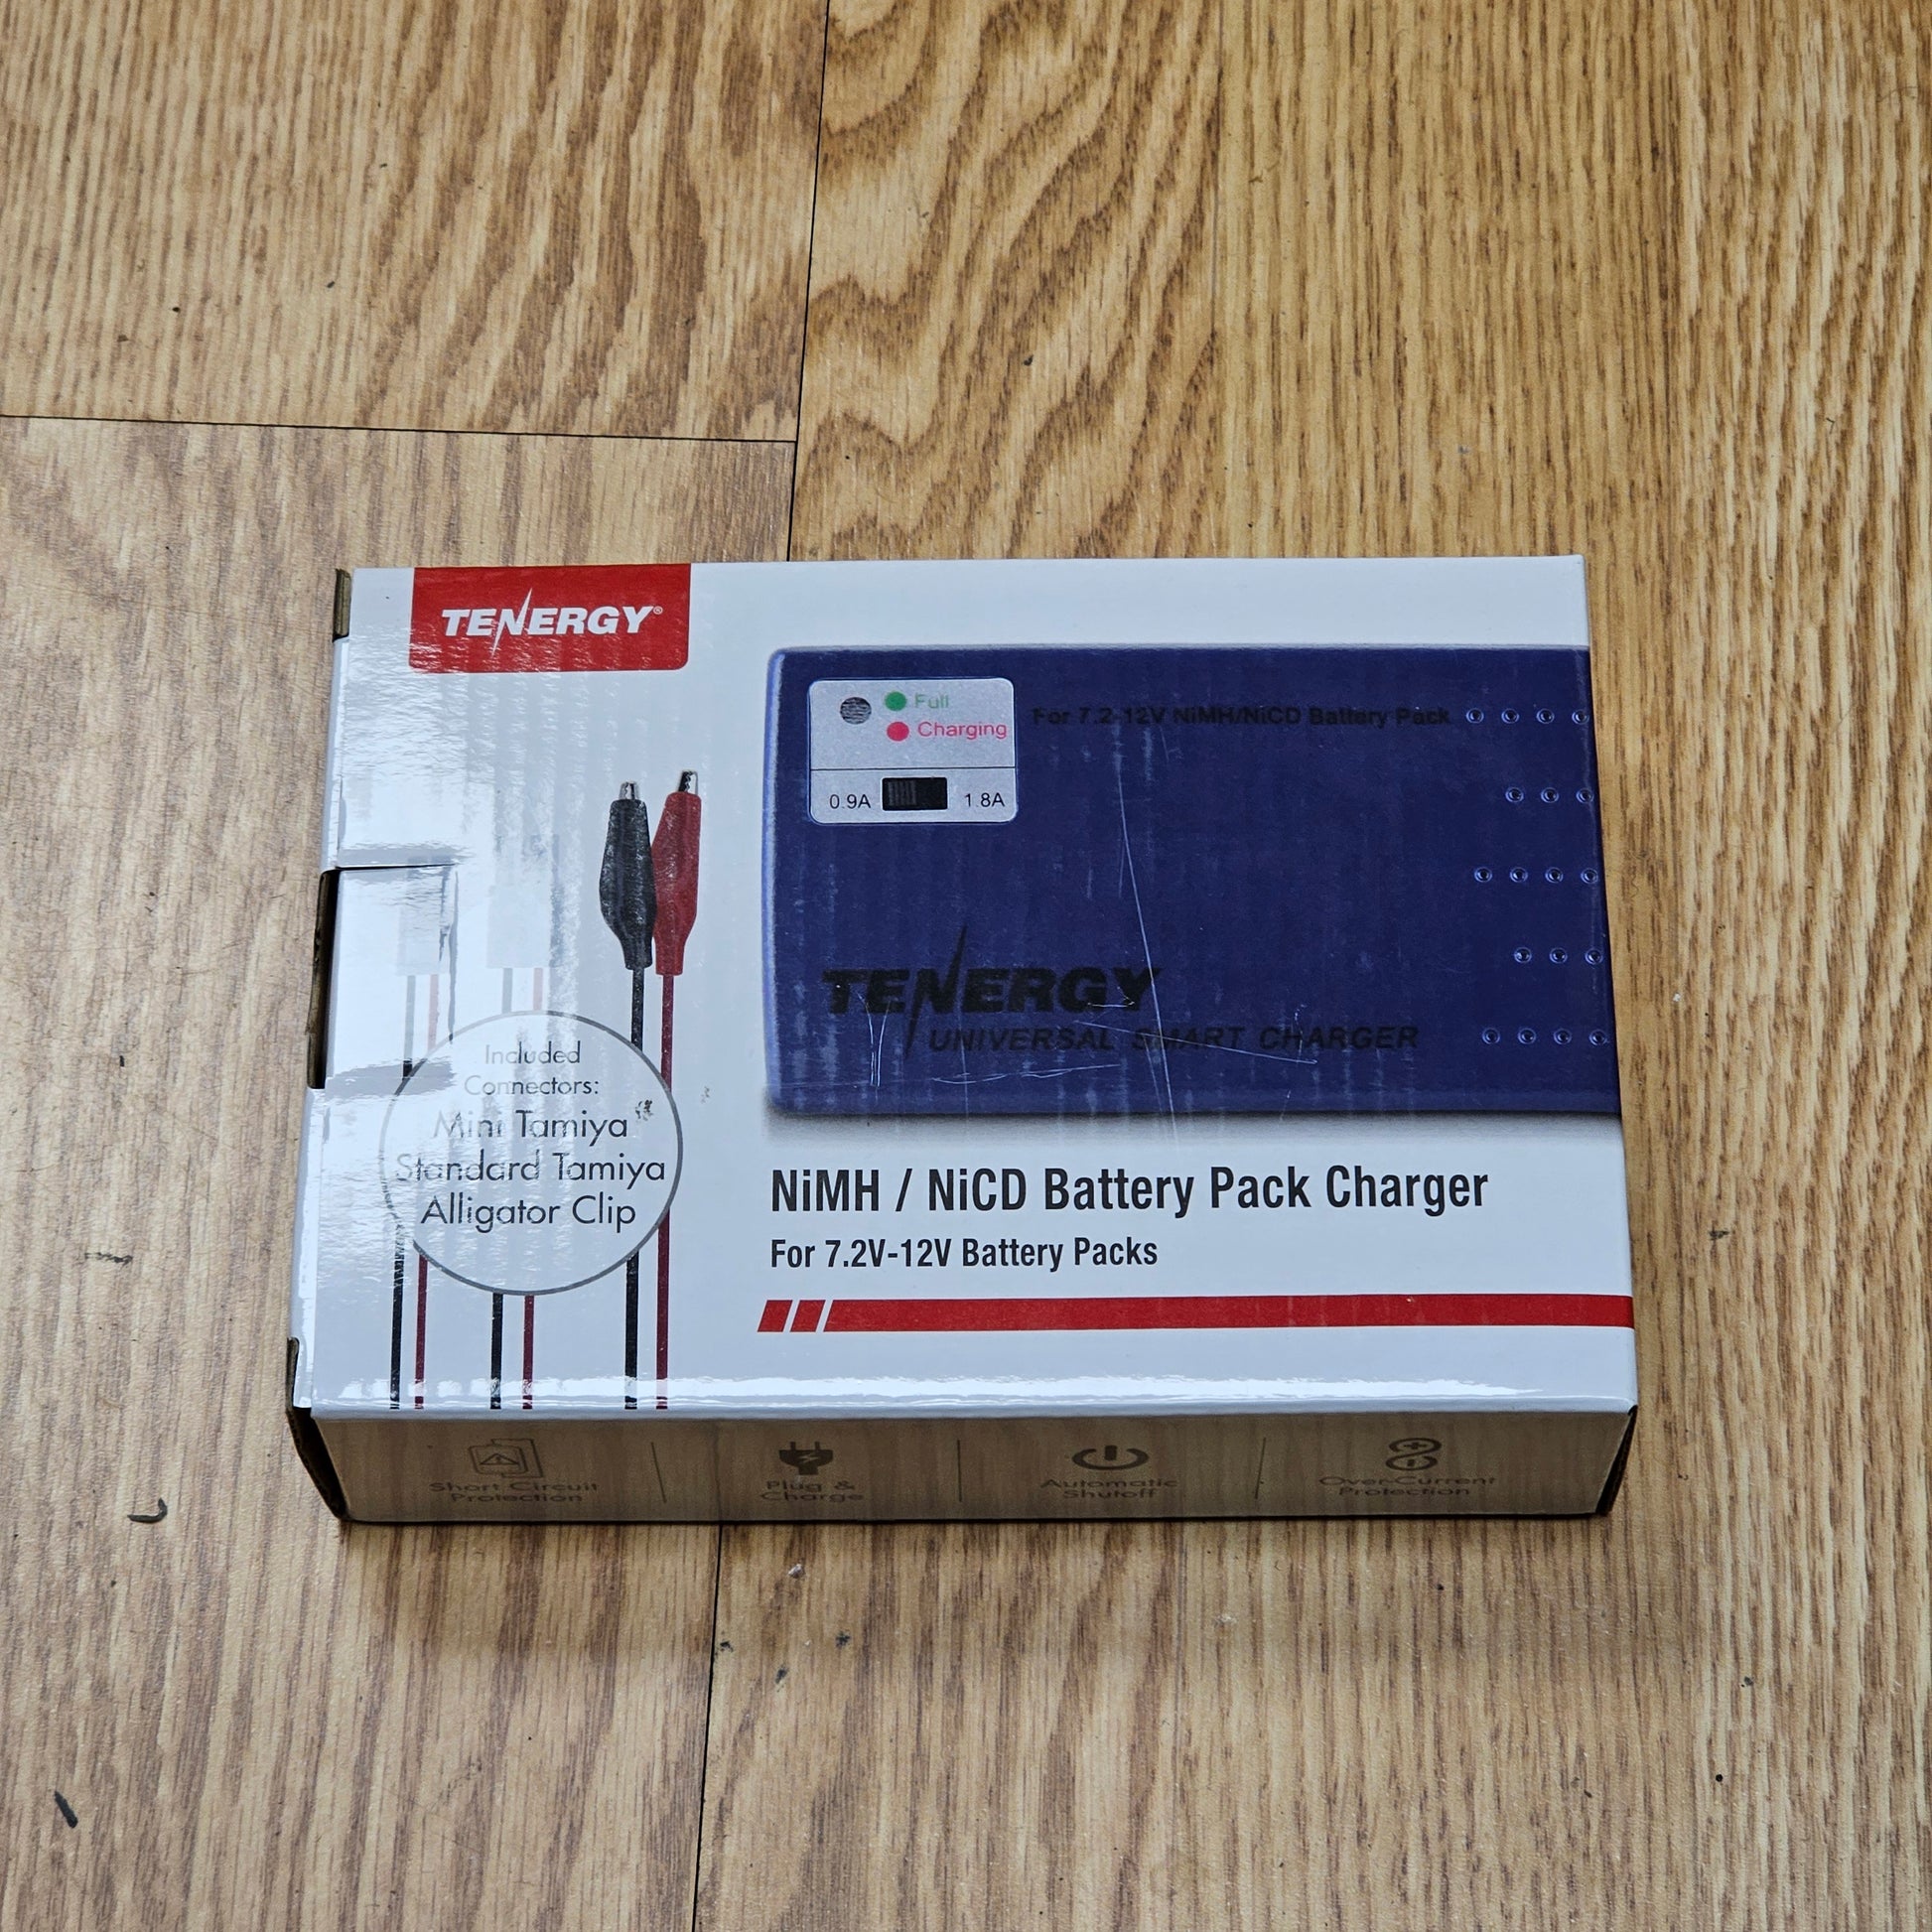 TENERGY®
Full
Charging
For 7.2-12V NiMH/NiCD Battery Pack
0.9A 1.8A
TENERGY
UNIVERSAL SMART CHARGER
Included
Connectors:
Mini Tamiya
Standard Tamiya
Alligator Clip
NiMH / NiCD Battery Pack Charger
For 7.2V-12V Battery Packs
Short Circuit
Protection
Plug &
Charge
Automatic
Shutoff
Over-Current
Protection